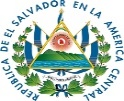 REPUBLICA DE EL SALVADOR EN LA AMERICA CENTRAL